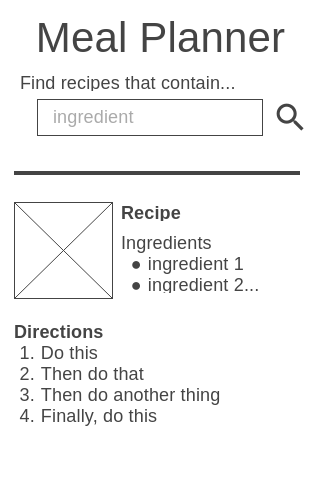 Meal Planner
Find recipes that contain...
ingredient
Recipe
Ingredients
● ingredient 1
● ingredient 2...
Directions
1. Do this
2. Then do that
3. Then do another thing
4. Finally, do this